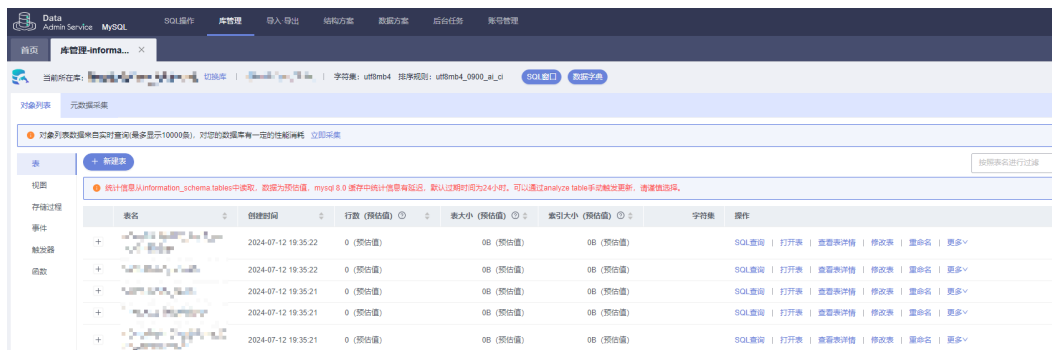 Data
Admin Service MySQL SQL操作 库管理 导入·导出 结构方案 数据方案 后台任务 账号管理
首页 库管理-informa... ×
当前所在库: 切换库 | | 字符集: utf8mb4 排序规则: utf8mb4_0900_ai_ci SQL窗口 数据字典
对象列表 元数据采集
对象列表数据来自实时查询(最多显示10000条), 对您的数据库有一定的性能消耗 立即采集
表 + 新建表 按照表名进行过滤
视图 统计信息从information_schema.tables中读取, 数据为预估值, mysql 8.0 缓存中统计信息有延迟, 默认过期时间为24小时。可以通过analyze table手动触发更新, 请谨慎选择。
存储过程
事件
触发器
函数
表名 创建时间 行数 (预估值) 表大小 (预估值) 索引大小 (预估值) 字符集 操作
+ 2024-07-12 19:35:22 0 (预估值) 0B (预估值) 0B (预估值) SQL查询 | 打开表 | 查看表详情 | 修改表 | 重命名 | 更多
+ 2024-07-12 19:35:22 0 (预估值) 0B (预估值) 0B (预估值) SQL查询 | 打开表 | 查看表详情 | 修改表 | 重命名 | 更多
+ 2024-07-12 19:35:21 0 (预估值) 0B (预估值) 0B (预估值) SQL查询 | 打开表 | 查看表详情 | 修改表 | 重命名 | 更多
+ 2024-07-12 19:35:21 0 (预估值) 0B (预估值) 0B (预估值) SQL查询 | 打开表 | 查看表详情 | 修改表 | 重命名 | 更多
+ 2024-07-12 19:35:21 0 (预估值) 0B (预估值) 0B (预估值) SQL查询 | 打开表 | 查看表详情 | 修改表 | 重命名 | 更多